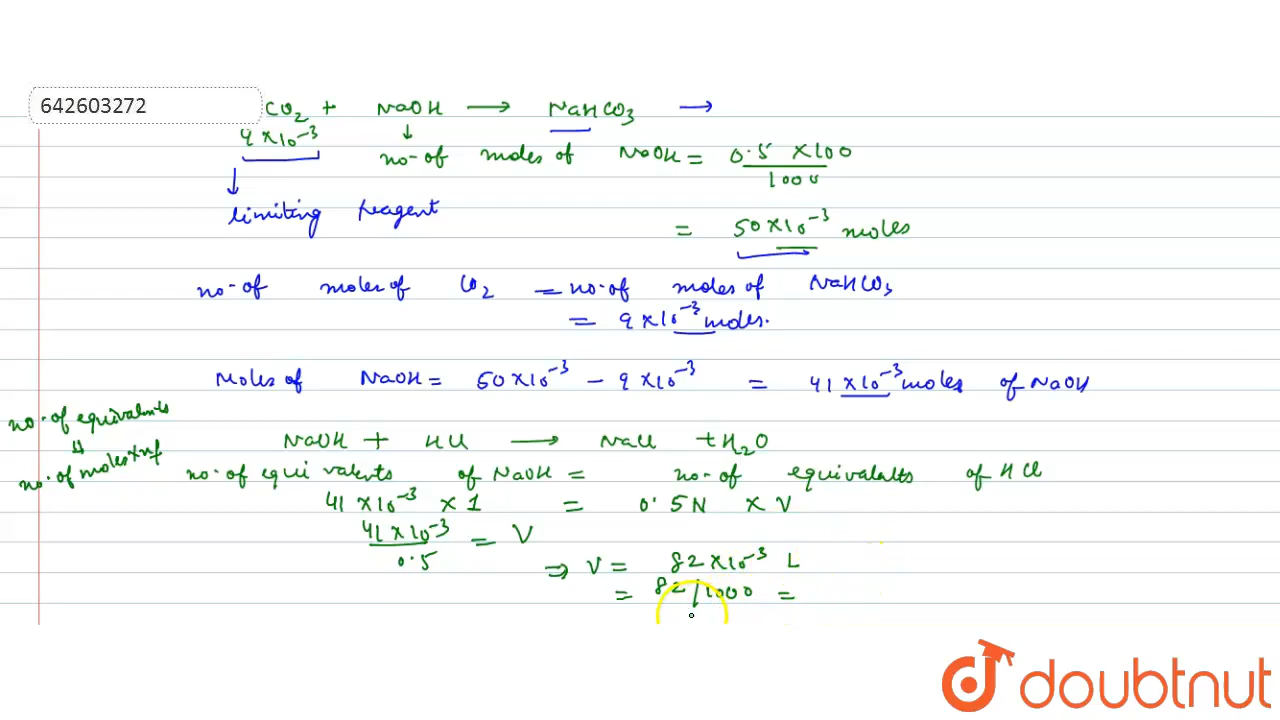 642603272
CO2 + NaOH → NaHCO3 →
9 × 10^-3 ↓
↓ no-of moles of NaOH = 0.5 × 100 / 1000
limiting reagent
= 50 × 10^-3 moles
no-of moles of CO2 = no-of moles of NaHCO3
= 9 × 10^-3 moles.
Moles of NaOH = 50 × 10^-3 - 9 × 10^-3 = 41 × 10^-3 moles of NaOH
no-of equivalents
⇓
no-of moles × nf
NaOH + HCl → NaCl + H2O
no-of equivalents of NaOH = no-of equivalalts of HCl
41 × 10^-3 × 1 = 0.5N × V
41 × 10^-3 / 0.5 = V
⇒ V = 82 × 10^-3 L
= 82/1000 =
doubtnut